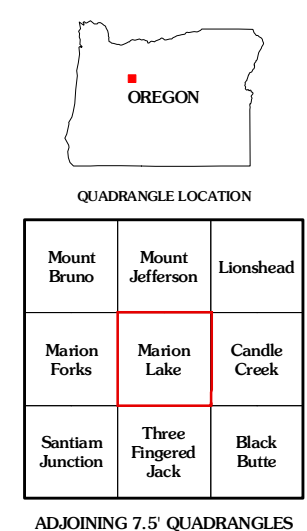 OREGON
QUADRANGLE LOCATION
Mount
Bruno
Mount
Jefferson
Lionshead
Marion
Forks
Marion
Lake
Candle
Creek
Santiam
Junction
Three
Fingered
Jack
Black
Butte
ADJOINING 7.5' QUADRANGLES